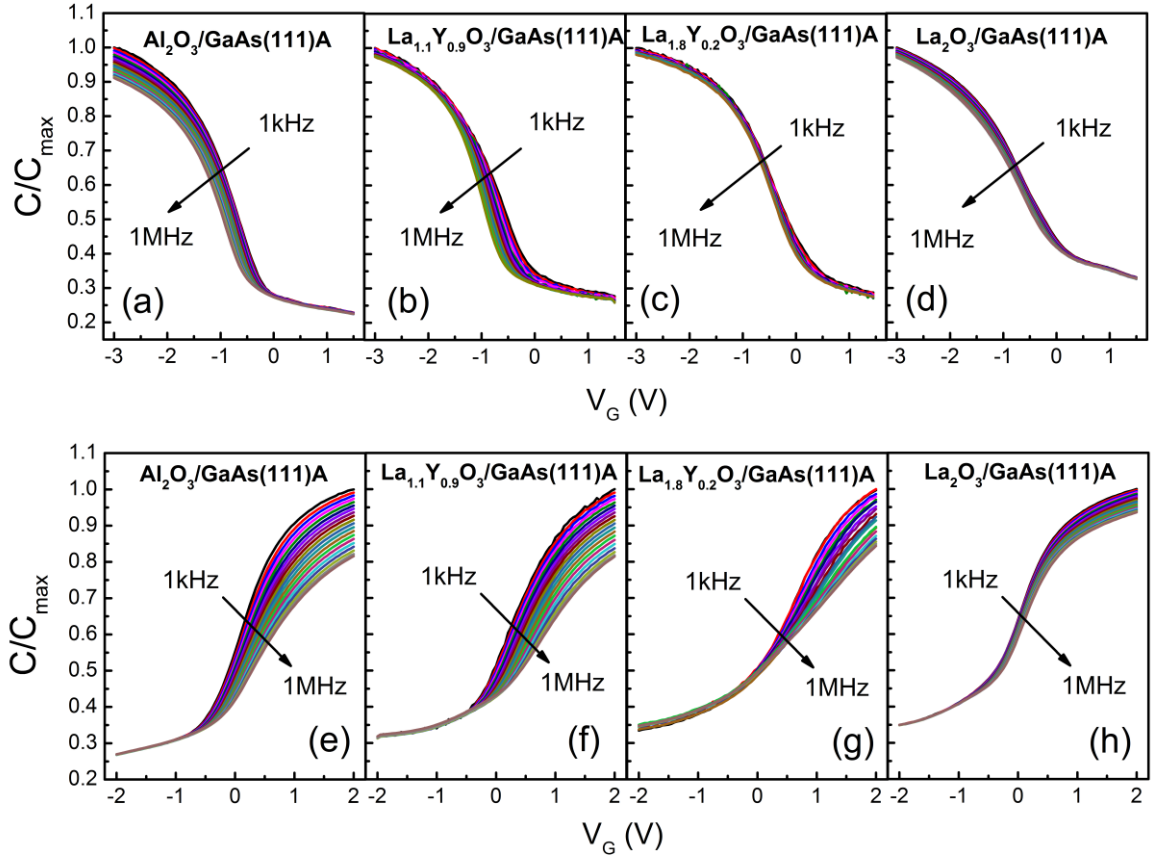 Al₂O₃/GaAs(111)A
La₁.₁Y₀.₉O₃/GaAs(111)A
La₁.₈Y₀.₂O₃/GaAs(111)A
La₂O₃/GaAs(111)A
C/Cmax
1.0
0.9
0.8
0.7
0.6
0.5
0.4
0.3
0.2
1kHz
1MHz
(a)
1kHz
1MHz
(b)
1kHz
1MHz
(c)
1kHz
1MHz
(d)
-3 -2 -1 0 1
-3 -2 -1 0 1
-3 -2 -1 0 1
-3 -2 -1 0 1
V_G (V)
Al₂O₃/GaAs(111)A
La₁.₁Y₀.₉O₃/GaAs(111)A
La₁.₈Y₀.₂O₃/GaAs(111)A
La₂O₃/GaAs(111)A
C/Cmax
1.1
1.0
0.9
0.8
0.7
0.6
0.5
0.4
0.3
0.2
1kHz
1MHz
(e)
1kHz
1MHz
(f)
1kHz
1MHz
(g)
1kHz
1MHz
(h)
-2 -1 0 1 2
-2 -1 0 1 2
-2 -1 0 1 2
-2 -1 0 1 2
V_G (V)